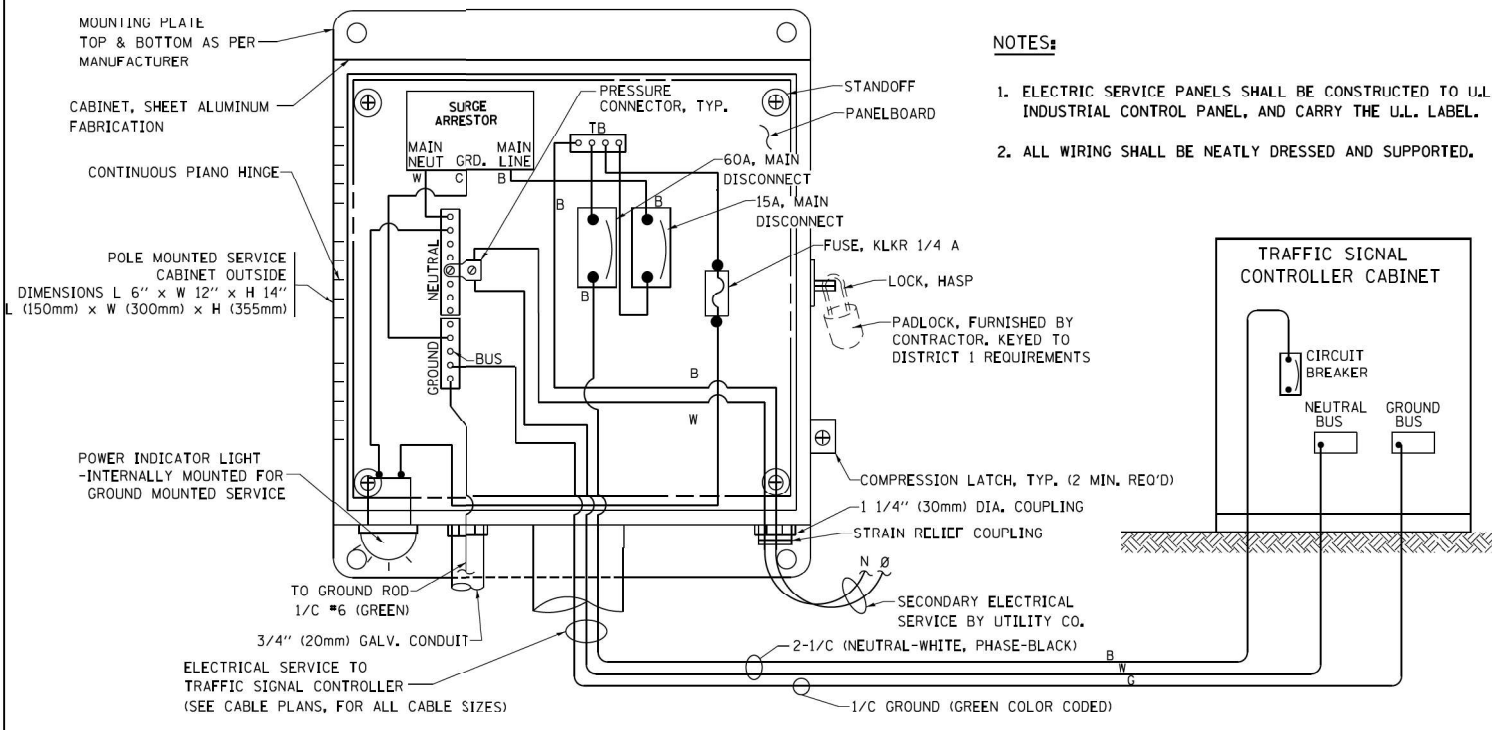 MOUNTING PLATE
TOP & BOTTOM AS PER
MANUFACTURER
CABINET, SHEET ALUMINUM
FABRICATION
CONTINUOUS PIANO HINGE
POLE MOUNTED SERVICE
CABINET OUTSIDE
DIMENSIONS L 6" x W 12" x H 14"
L (150mm) x W (300mm) x H (355mm)
POWER INDICATOR LIGHT
-INTERNALLY MOUNTED FOR
GROUND MOUNTED SERVICE
SURGE
ARRESTOR
MAIN
NEUT
GRD.
MAIN
LINE
W
C
B
PRESSURE
CONNECTOR, TYP.
TB
STANDOFF
PANELBOARD
60A, MAIN
DISCONNECT
15A, MAIN
DISCONNECT
B
B
B
FUSE, KLKR 1/4 A
NEUTRAL
GROUND
BUS
LOCK, HASP
PADLOCK, FURNISHED BY
CONTRACTOR. KEYED TO
DISTRICT 1 REQUIREMENTS
B
W
COMPRESSION LATCH, TYP. (2 MIN. REQ'D)
1 1/4" (30mm) DIA. COUPLING
STRAIN RELIEF COUPLING
N Ø
SECONDARY ELECTRICAL
SERVICE BY UTILITY CO.
TO GROUND ROD
1/C #6 (GREEN)
3/4" (20mm) GALV. CONDUIT
ELECTRICAL SERVICE TO
TRAFFIC SIGNAL CONTROLLER
(SEE CABLE PLANS, FOR ALL CABLE SIZES)
2-1/C (NEUTRAL-WHITE, PHASE-BLACK)
B
W
G
1/C GROUND (GREEN COLOR CODED)
NOTES:
1. ELECTRIC SERVICE PANELS SHALL BE CONSTRUCTED TO U.L
INDUSTRIAL CONTROL PANEL, AND CARRY THE U.L. LABEL.
2. ALL WIRING SHALL BE NEATLY DRESSED AND SUPPORTED.
TRAFFIC SIGNAL
CONTROLLER CABINET
CIRCUIT
BREAKER
NEUTRAL
BUS
GROUND
BUS